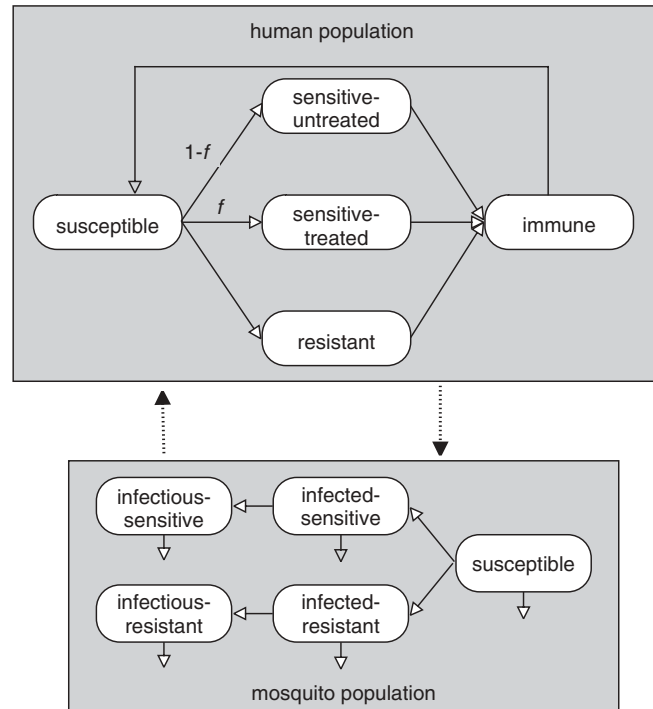 human population
sensitive-
untreated
1-f
susceptible
f
sensitive-
treated
immune
resistant
infectious-
sensitive
infected-
sensitive
susceptible
infectious-
resistant
infected-
resistant
mosquito population